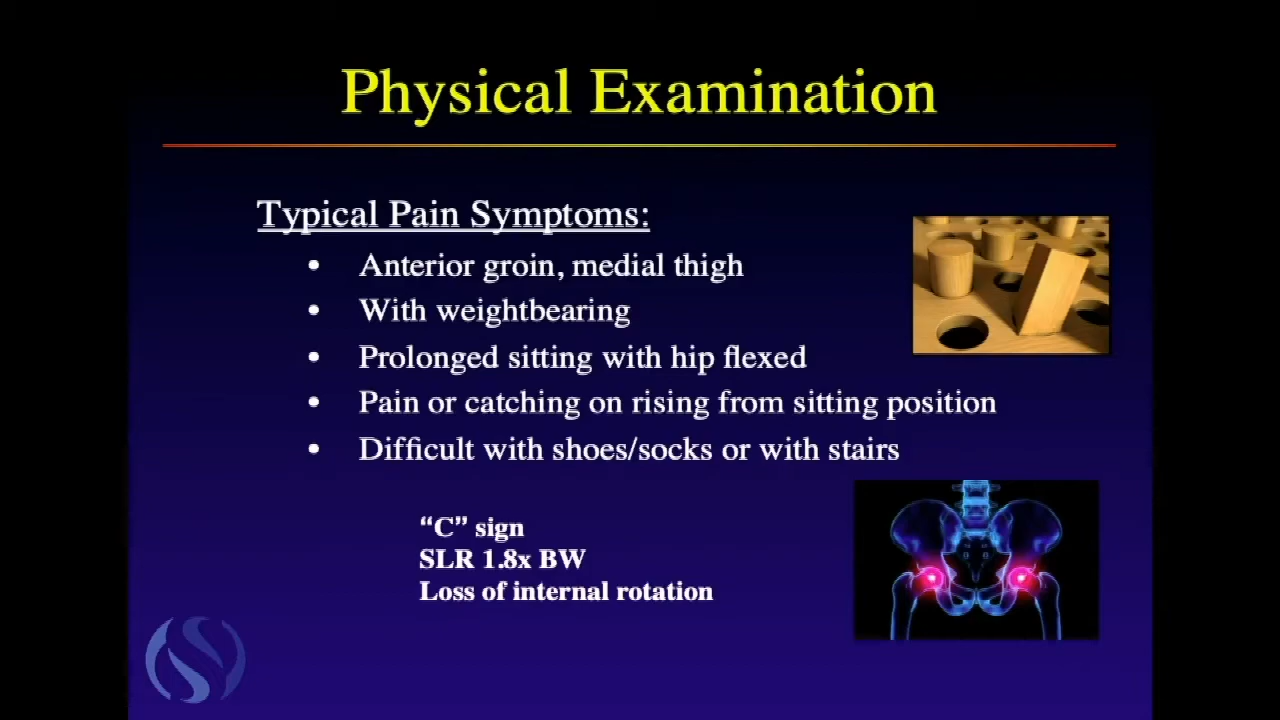 Physical Examination
Typical Pain Symptoms:
• Anterior groin, medial thigh
• With weightbearing
• Prolonged sitting with hip flexed
• Pain or catching on rising from sitting position
• Difficult with shoes/socks or with stairs
“C” sign
SLR 1.8x BW
Loss of internal rotation